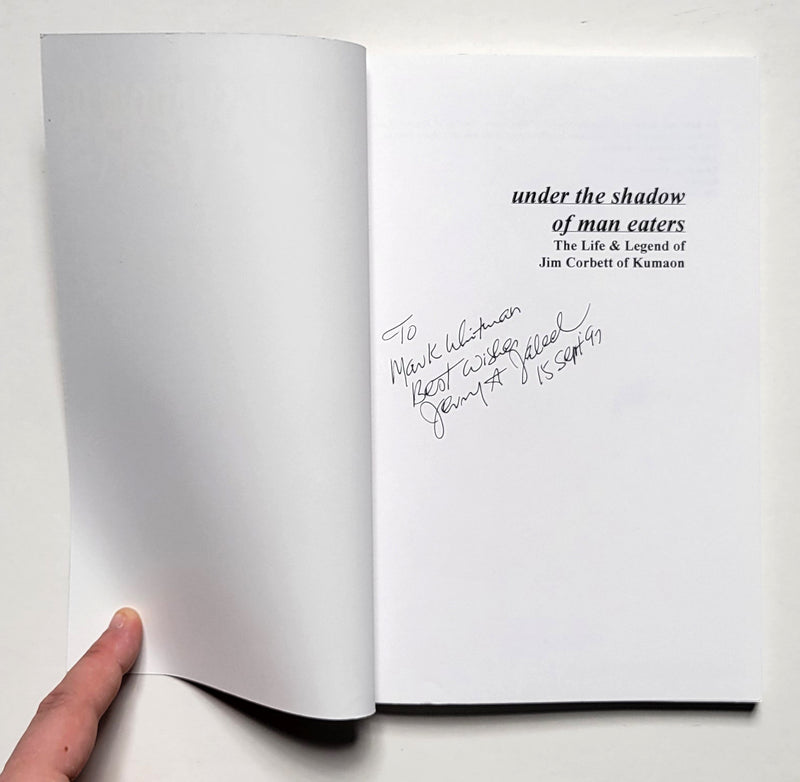 under the shadow
of man eaters
The Life & Legend of
Jim Corbett of Kumaon
To
Mark Whitman
Best Wishes
Jerry A Jaleel
15 Sept 97